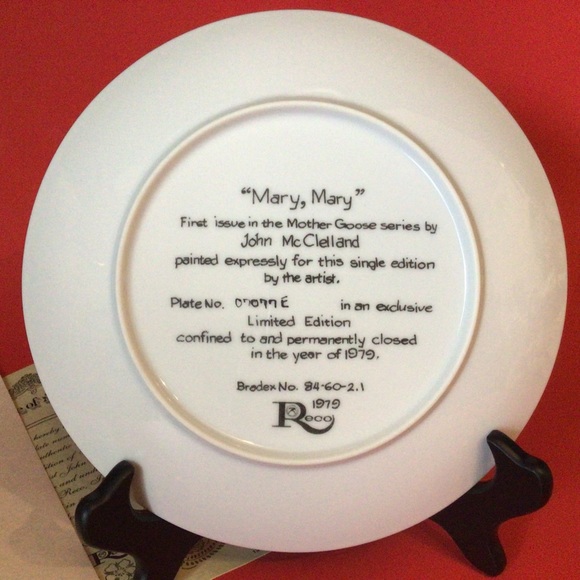 "Mary, Mary"
First issue in the Mother Goose series by
John McClelland
painted expressly for this single edition
by the artist.
Plate No. in an exclusive
Limited Edition
confined to and permanently closed
in the year of 1979.
Bradex No. 84-60-2.1
1979
Reco